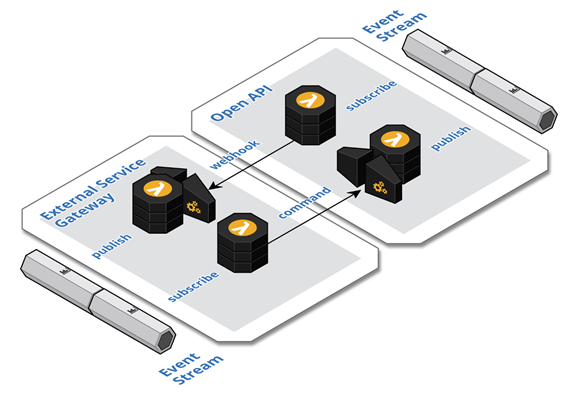 Event
Stream
Open API
subscribe
publish
webhook
External Service
Gateway
command
publish
subscribe
Event
Stream